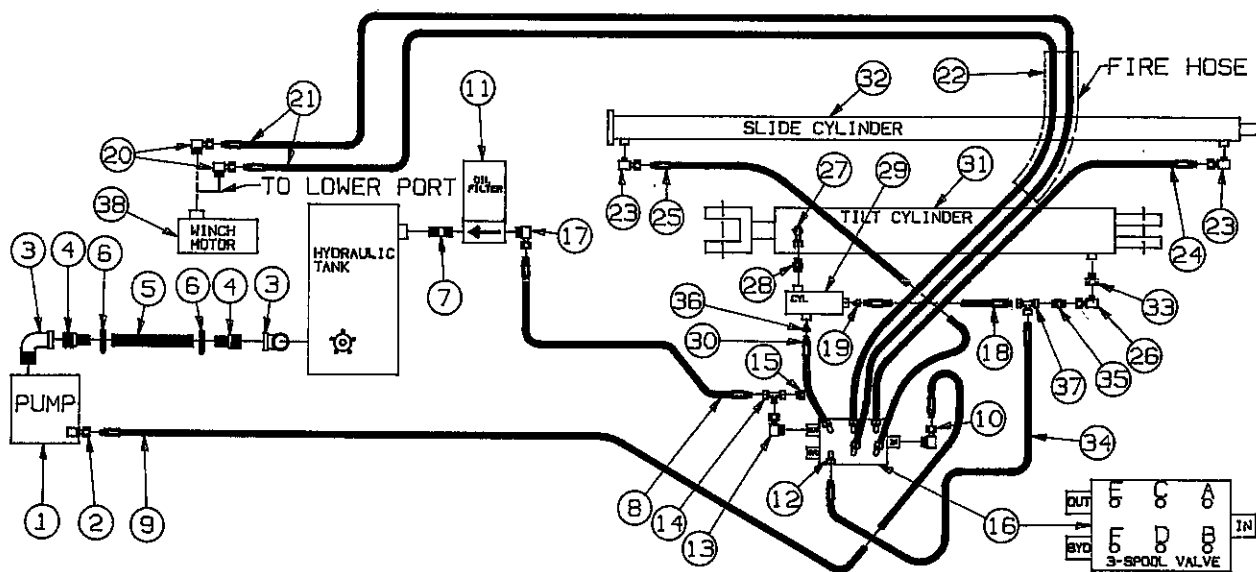 22
FIRE HOSE
32
11
21
SLIDE CYLINDER
20
OIL
FILTER
27
29
31
TO LOWER PORT
23
25
23
38
TILT CYLINDER
24
WINCH
MOTOR
17
3
4
6
5
6
4
3
HYDRAULIC
TANK
7
28
CYL
36
33
30
19
18
26
15
37
35
PUMP
10
34
1
2
9
8
14
13
12
16
E C A
OUT
IN
F D B
BYD
3-SPOOL VALVE